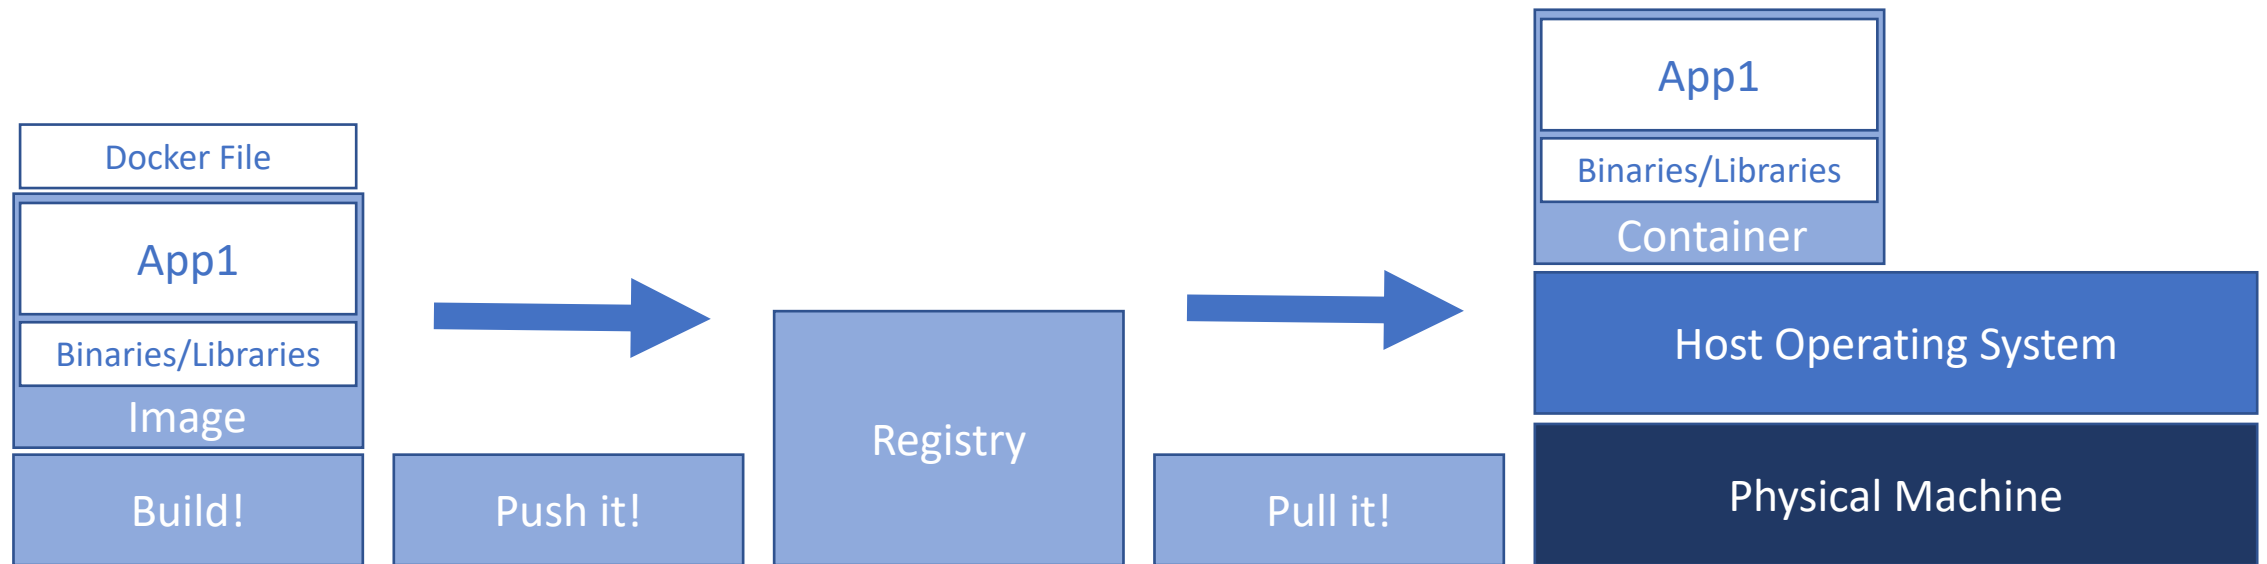 Docker File
App1
Binaries/Libraries
Image
Build!
Push it!
Registry
Pull it!
App1
Binaries/Libraries
Container
Host Operating System
Physical Machine